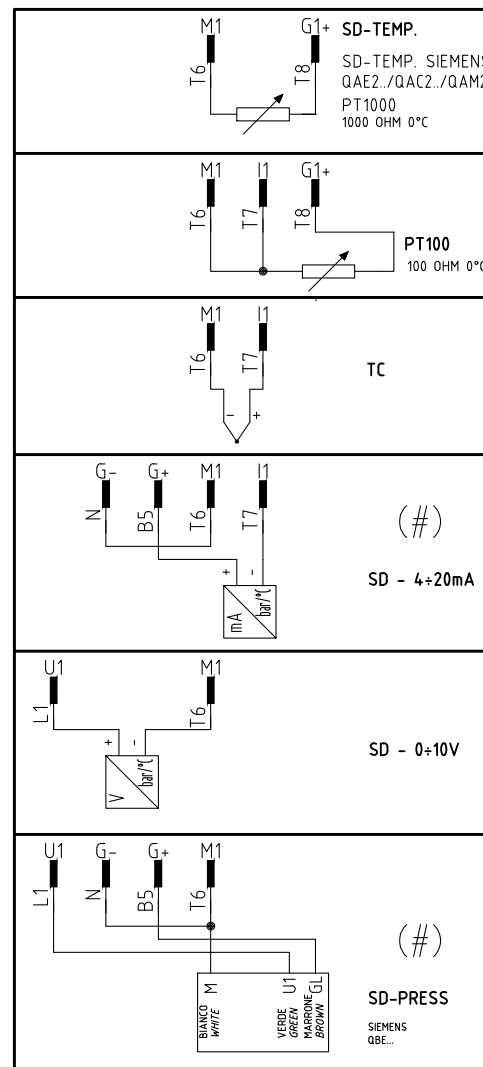 M1 G1+ SD-TEMP.
T6 T8
SD-TEMP. SIEMENS
QAE2../QAC2../QAM2
PT1000
1000 OHM 0°C
M1 I1 G1+
T6 T7 T8
PT100
100 OHM 0°C
M1 I1
T6 T7
TC
- +
G- G+ M1 I1
N B5 T6 T7
(#)
+ -
mA bar/°C
SD - 4÷20mA
U1 M1
L1 T6
+ -
V bar/°C
SD - 0÷10V
U1 G- G+ M1
L1 N B5 T6
(#)
M U1 GL
BIANCO
WHITE
VERDE
GREEN
MARRONE
BROWN
SD-PRESS
SIEMENS
QBE...